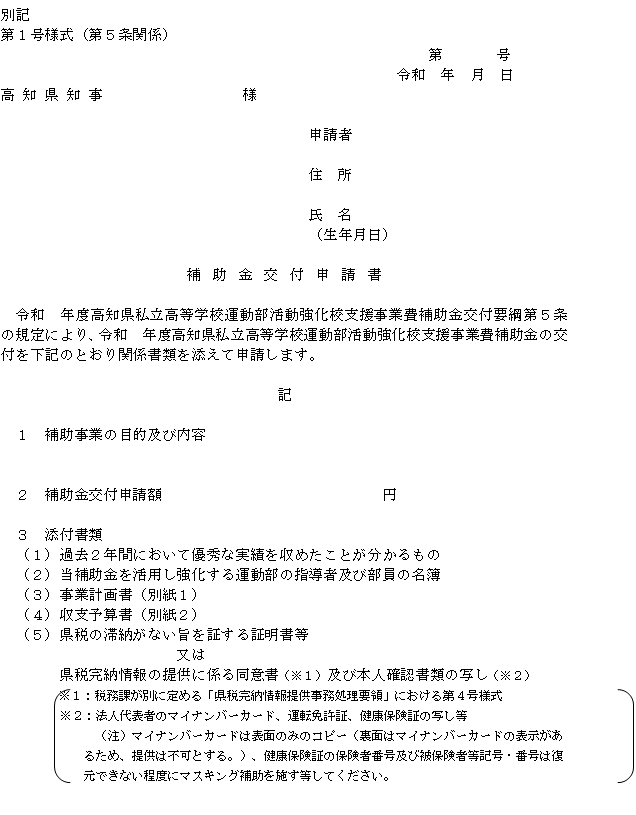 別記
第１号様式（第５条関係）
第　　　　号
令和　年　月　日
高 知 県 知 事　　　　　　　　　　様
申請者
住　所
氏　名
（生年月日）
補 助 金 交 付 申 請 書
令和　年度高知県私立高等学校運動部活動強化校支援事業費補助金交付要綱第５条
の規定により、令和　年度高知県私立高等学校運動部活動強化校支援事業費補助金の交
付を下記のとおり関係書類を添えて申請します。
記
１　補助事業の目的及び内容
２　補助金交付申請額　　　　　　　　　　　　　　　円
３　添付書類
（１）過去２年間において優秀な実績を収めたことが分かるもの
（２）当補助金を活用し強化する運動部の指導者及び部員の名簿
（３）事業計画書（別紙１）
（４）収支予算書（別紙２）
（５）県税の滞納がない旨を証する証明書等
又は
県税完納情報の提供に係る同意書（※１）及び本人確認書類の写し（※２）
※１：税務課が別に定める「県税完納情報提供事務処理要領」における第４号様式
※２：法人代表者のマイナンバーカード、運転免許証、健康保険証の写し等
（注）マイナンバーカードは表面のみのコピー（裏面はマイナンバーカードの表示があ
るため、提供は不可とする。）、健康保険証の保険者番号及び被保険者等記号・番号は復
元できない程度にマスキング補助を施す等してください。